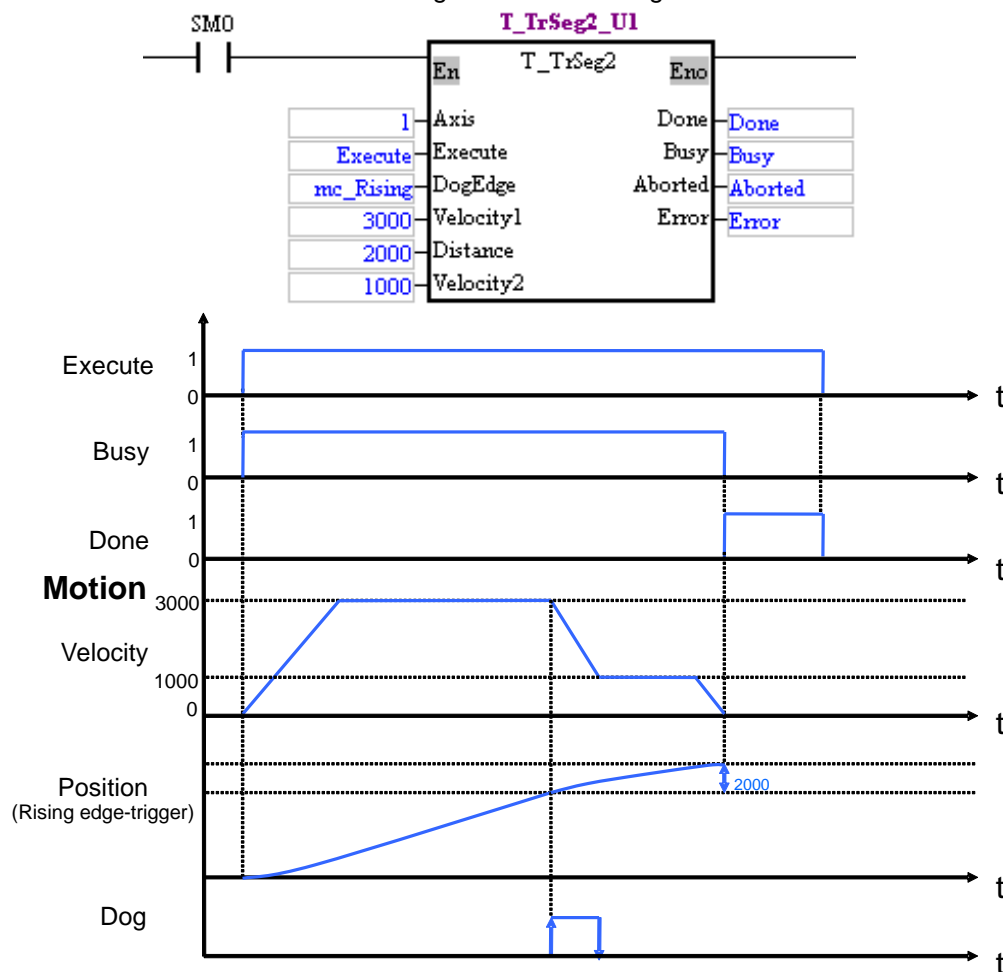 SM0
T_TrSeg2_U1
T_TrSeg2
En
Eno
1
Axis
Done
Done
Execute
Execute
Busy
Busy
mc_Rising
DogEdge
Aborted
Aborted
3000
Velocity1
Error
Error
2000
Distance
1000
Velocity2
Execute
1
0
t
Busy
1
0
t
Done
1
0
t
Motion
3000
Velocity
1000
0
t
Position
(Rising edge-trigger)
2000
t
Dog
t